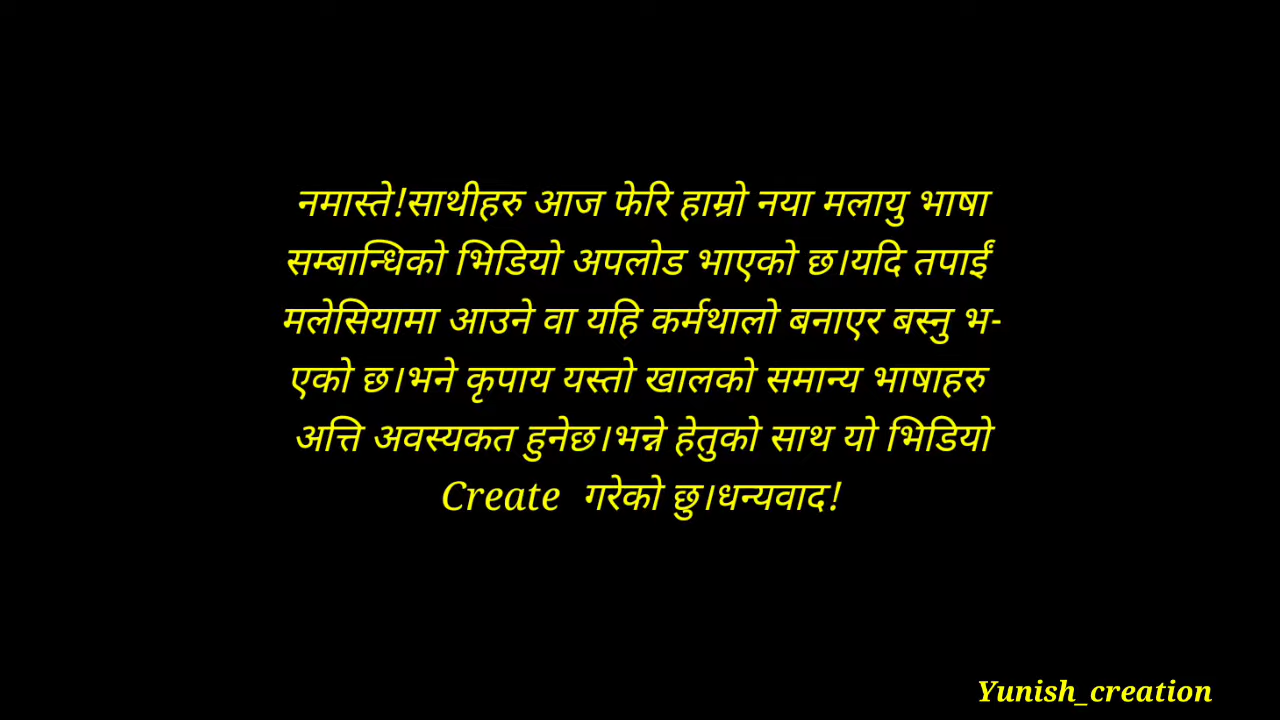 नमास्ते!साथीहरु आज फेरि हाम्रो नया मलायु भाषा
सम्बान्धिको भिडियो अपलोड भाएको छ।यदि तपाईं
मलेसियामा आउने वा यहि कर्मथालो बनाएर बस्नु भ-
एको छ।भने कृपाय यस्तो खालको समान्य भाषाहरु
अत्ति अवस्यकत हुनेछ।भन्ने हेतुको साथ यो भिडियो
Create गरेको छु।धन्यवाद!
Yunish_creation